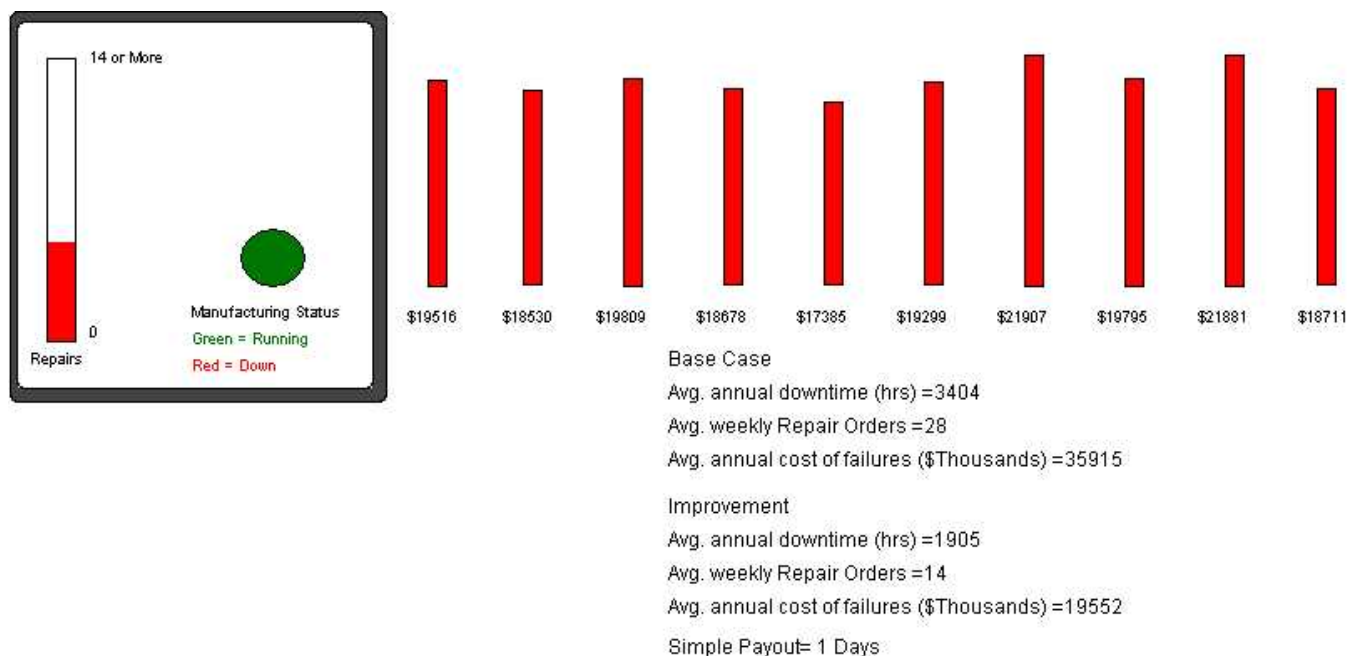 14 or More
0
Repairs
Manufacturing Status
Green = Running
Red = Down
$19516 $18530 $19809 $18678 $17385 $19299 $21907 $19795 $21881 $18711
Base Case
Avg. annual downtime (hrs) =3404
Avg. weekly Repair Orders =28
Avg. annual cost of failures ($Thousands) =35915
Improvement
Avg. annual downtime (hrs) =1905
Avg. weekly Repair Orders =14
Avg. annual cost of failures ($Thousands) =19552
Simple Payout= 1 Days